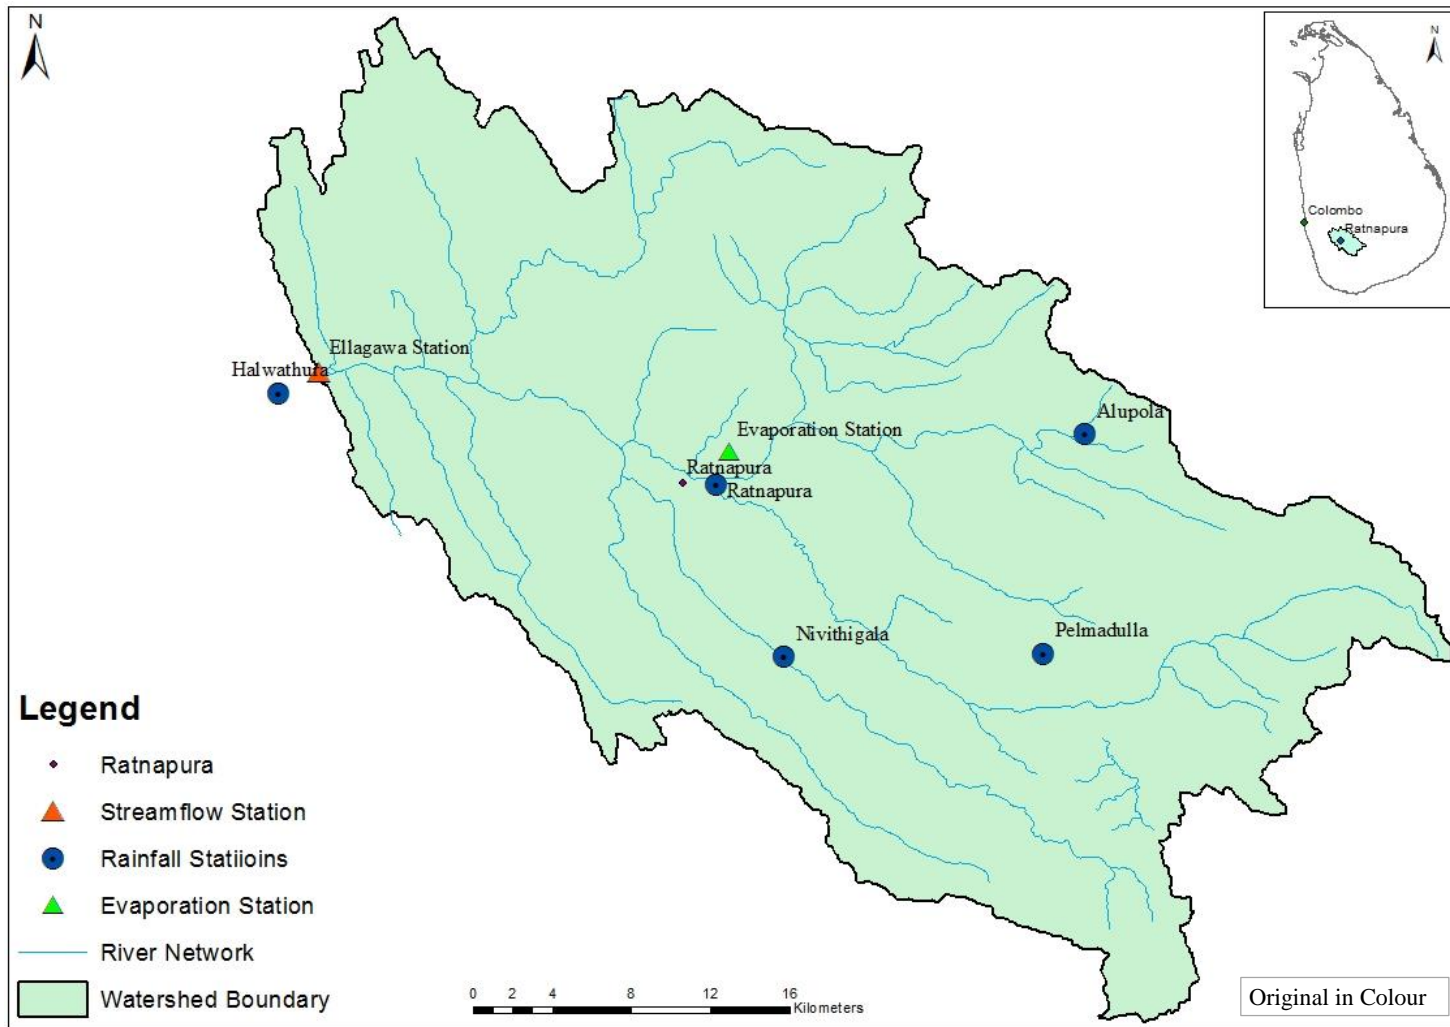 N
N
Colombo
Ratnapura
Ellagawa Station
Halwathura
Alupola
Evaporation Station
Ratnapura
Ratnapura
Nivithigala
Pelmadulla
Legend
Ratnapura
Streamflow Station
Rainfall Statiioins
Evaporation Station
River Network
Watershed Boundary
0 2 4 8 12 16
Kilometers
Original in Colour